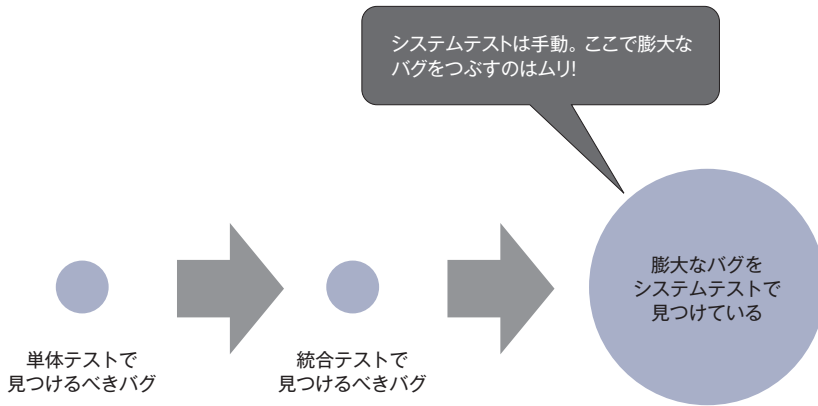 システムテストは手動。ここで膨大な
バグをつぶすのはムリ!
単体テストで
見つけるべきバグ
統合テストで
見つけるべきバグ
膨大なバグを
システムテストで
見つけている